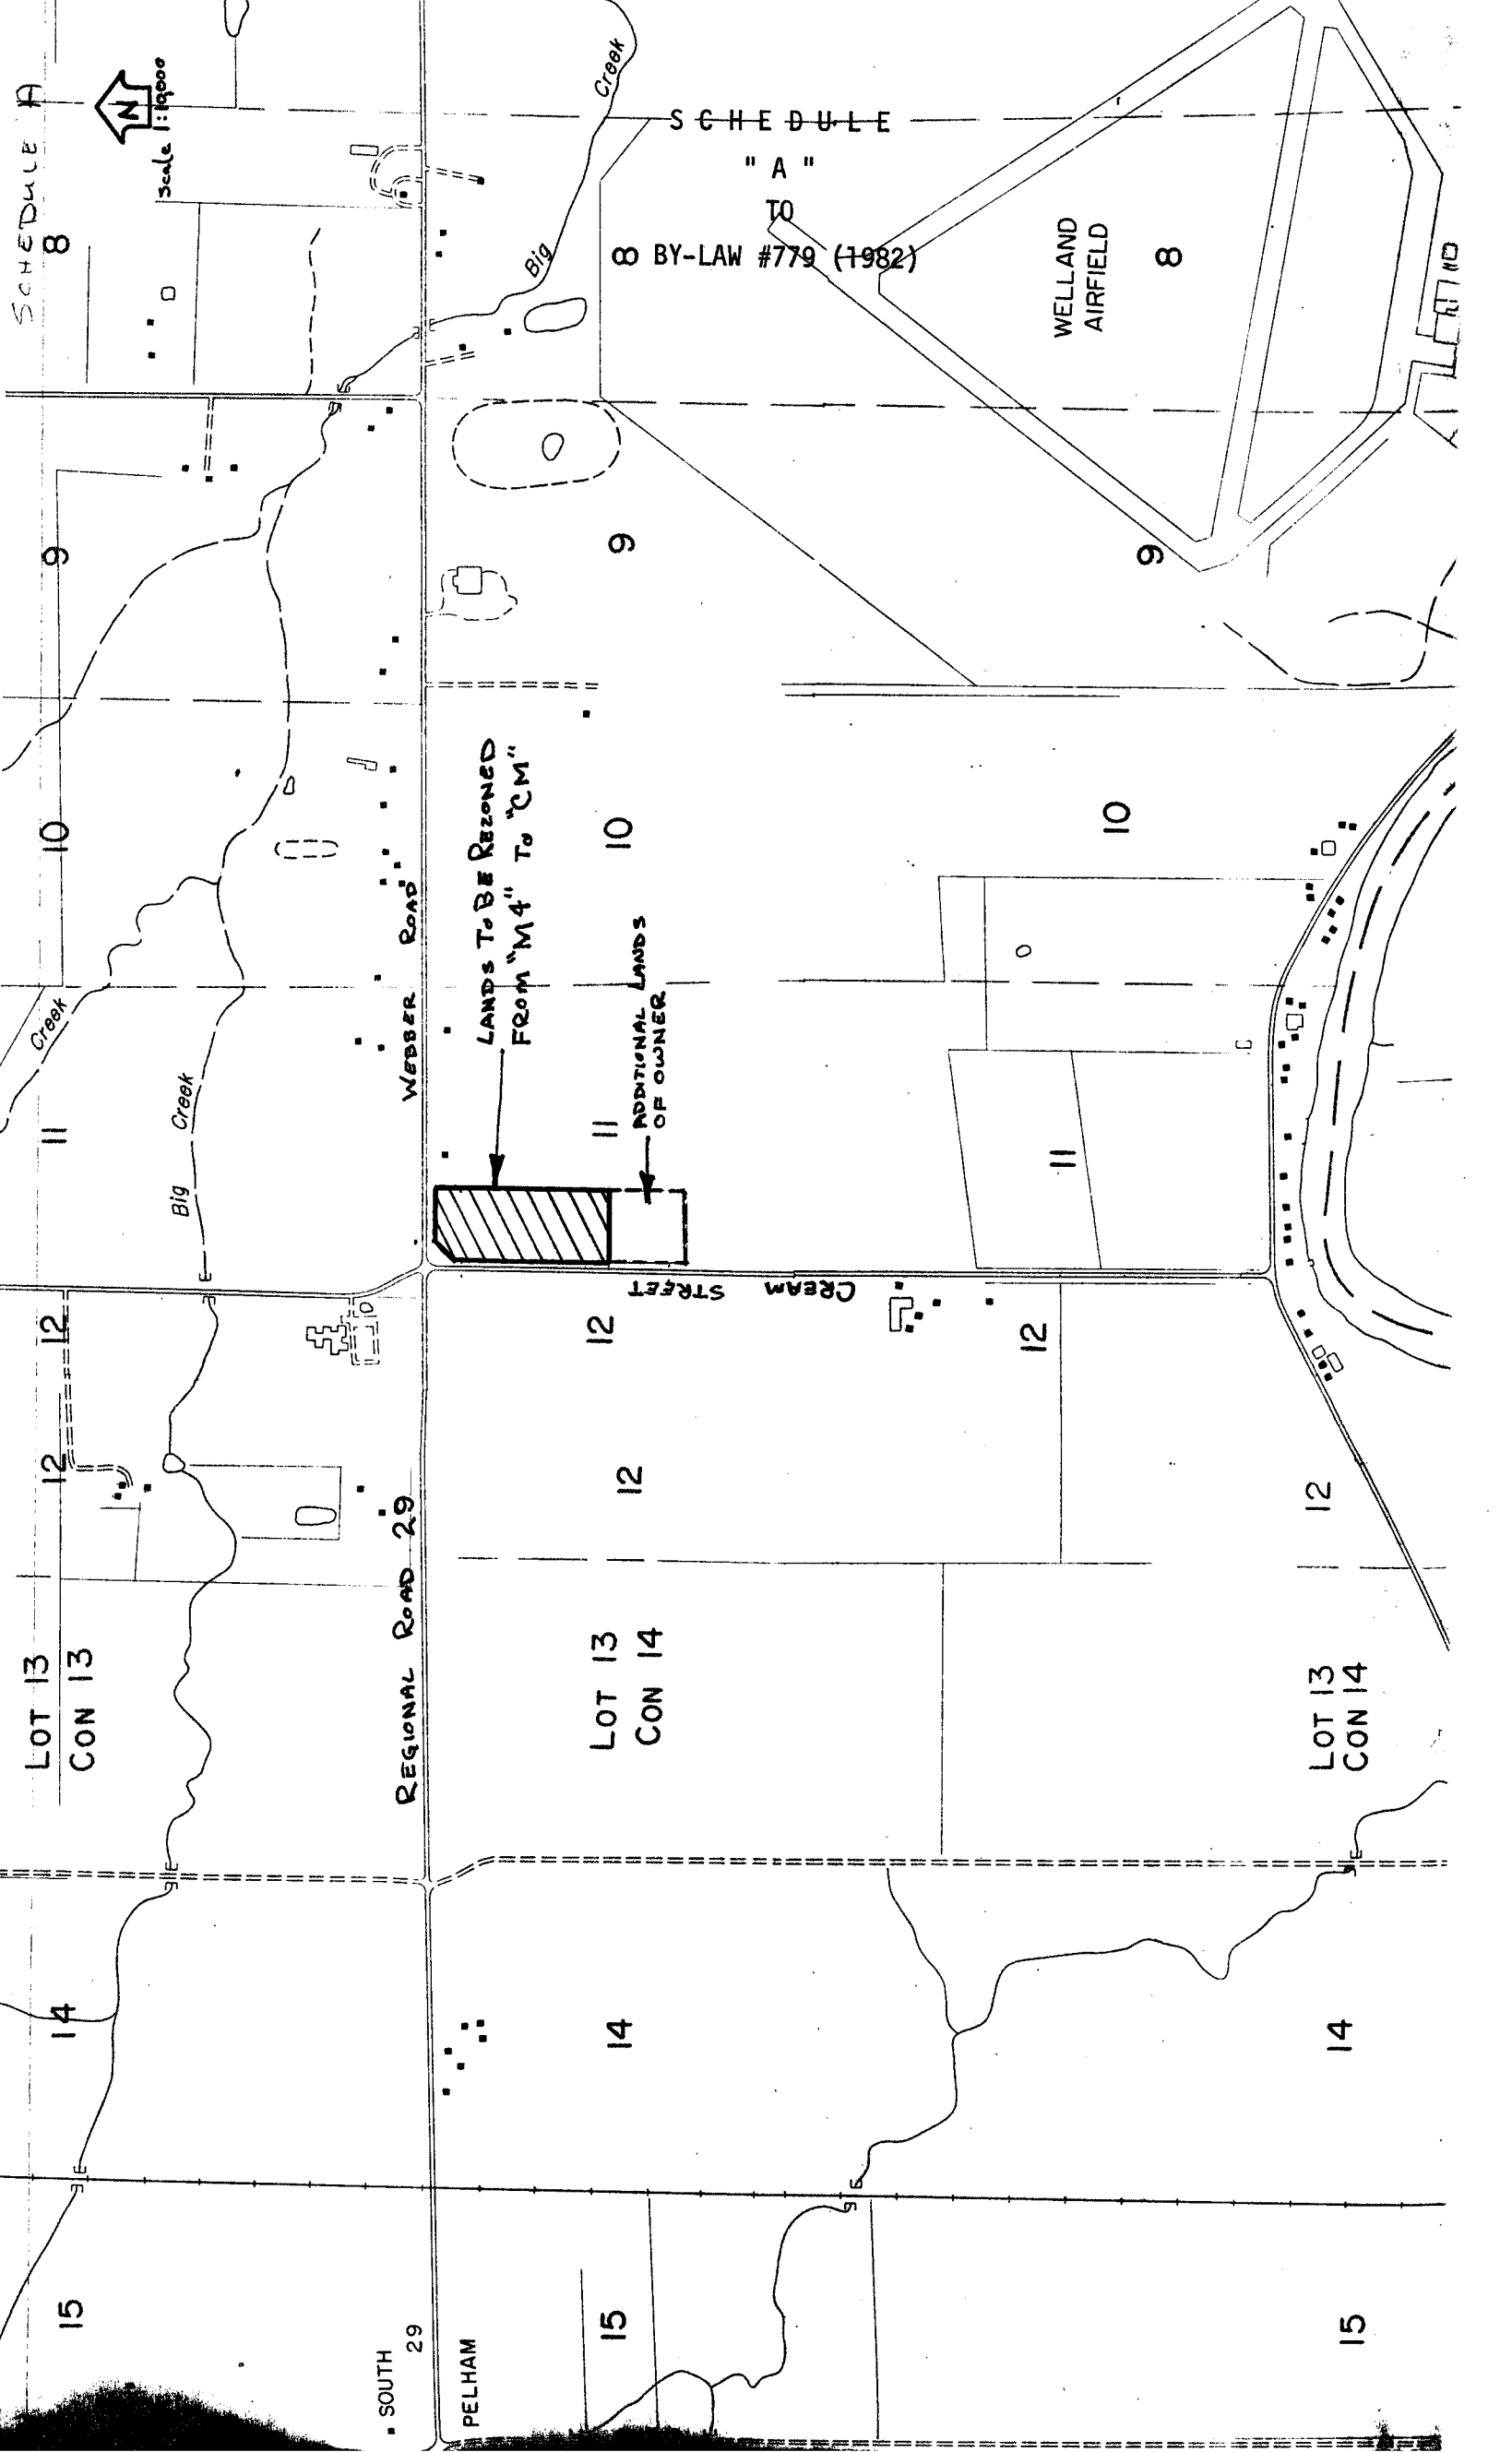 SCHEDULE A
N
Scale 1:10,000
SCHEDULE
" A "
TO
BY-LAW #779 (1982)
8
8
8
WELLAND
AIRFIELD
Big Creek
9
9
9
10
10
10
LANDS TO BE REZONED
FROM "M4" TO "CM"
ADDITIONAL LANDS
OF OWNER
WEBBER ROAD
Creek
Big Creek
11
11
11
CREAM STREET
12
12
12
12
12
12
REGIONAL ROAD 29
LOT 13
CON 13
LOT 13
CON 14
LOT 13
CON 14
14
14
14
15
15
15
SOUTH
29
PELHAM